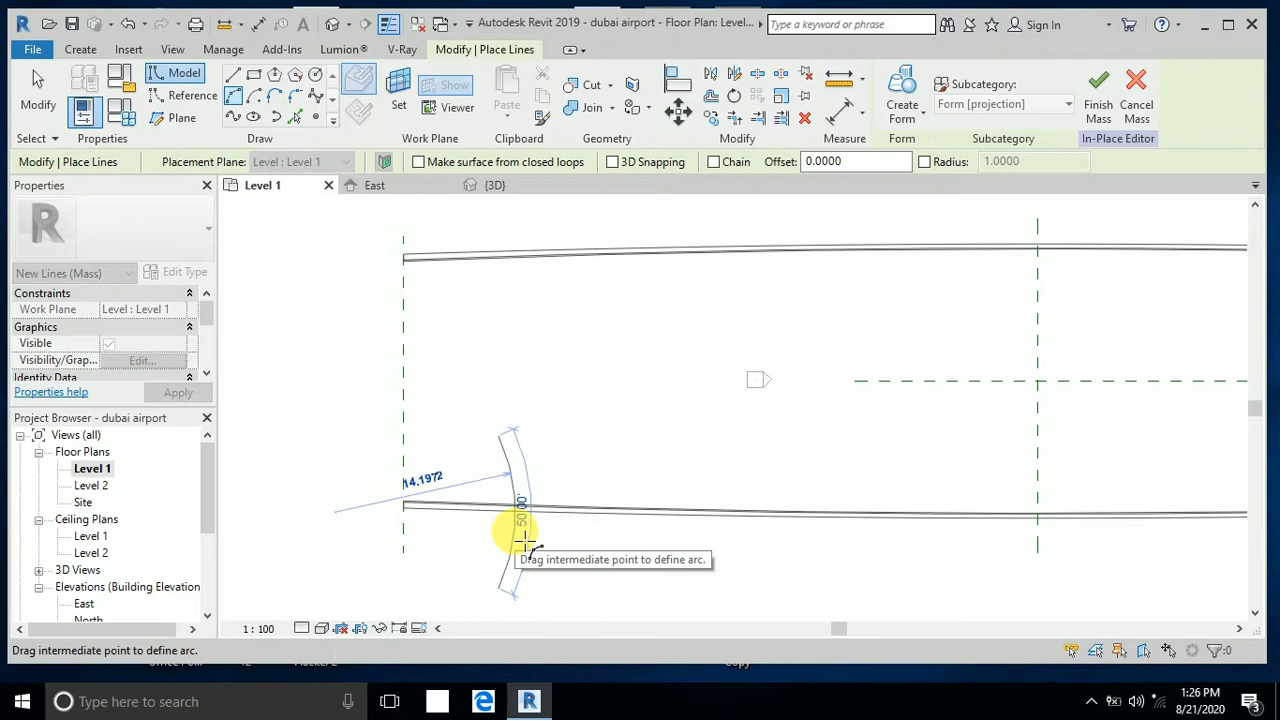 Autodesk Revit 2019 - dubai airport - Floor Plan: Level...
Type a keyword or phrase
Sign In
File
Create
Insert
View
Manage
Add-Ins
Lumion®
V-Ray
Modify | Place Lines
Modify
Model
Reference
Plane
Set
Show
Viewer
Paste
Cut
Join
Create
Form
Subcategory:
Form [projection]
Finish
Mass
Cancel
Mass
Select
Properties
Draw
Work Plane
Clipboard
Geometry
Modify
Measure
Form
Subcategory
In-Place Editor
Modify | Place Lines
Placement Plane:
Level : Level 1
Make surface from closed loops
3D Snapping
Chain
Offset:
0.0000
Radius:
1.0000
Properties
Level 1
East
{3D}
New Lines (Mass)
Edit Type
Constraints
Work Plane
Level : Level 1
Graphics
Visible
Visibility/Grap...
Edit...
Identity Data
Properties help
Apply
Project Browser - dubai airport
Views (all)
Floor Plans
Level 1
Level 2
Site
Ceiling Plans
Level 1
Level 2
3D Views
Elevations (Building Elevation
East
North
14.1972
Drag intermediate point to define arc.
1 : 100
Drag intermediate point to define arc.
:0
Copy
Type here to search
1:26 PM
8/21/2020
3